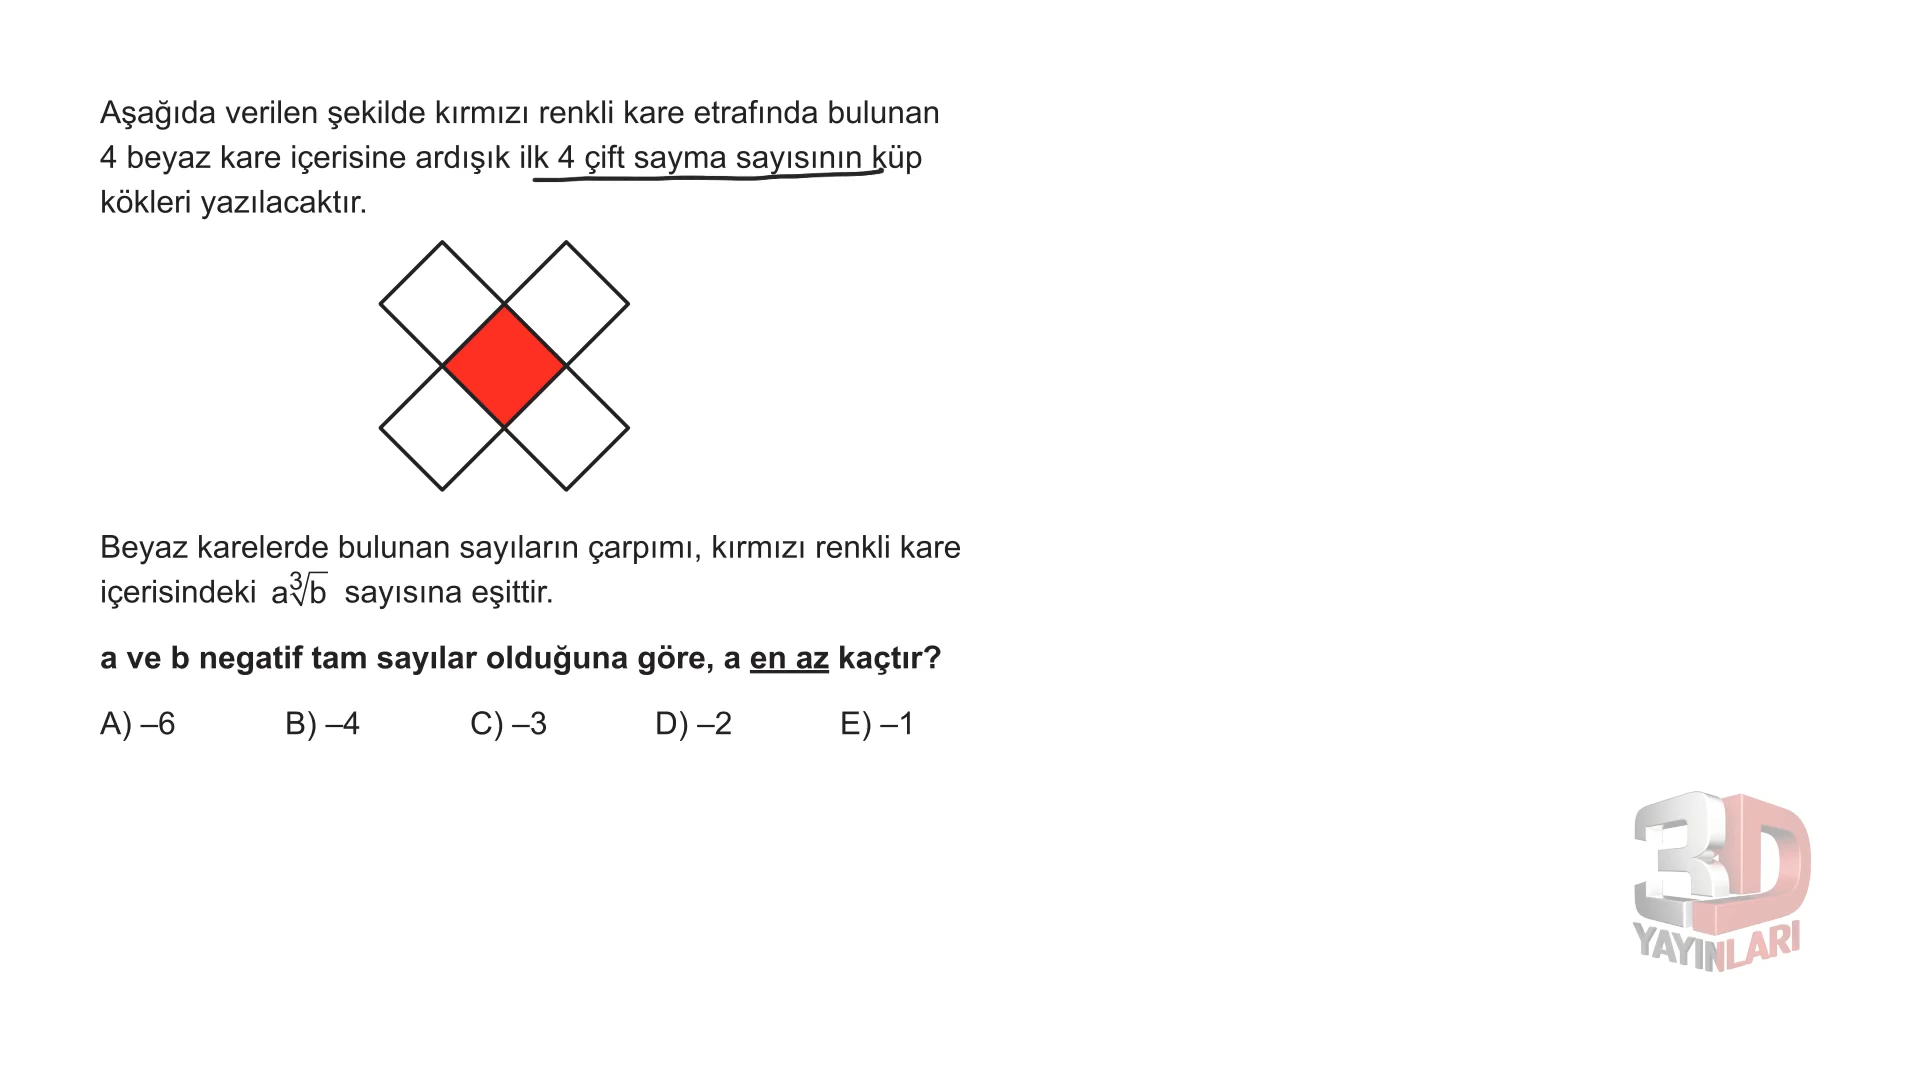 Aşağıda verilen şekilde kırmızı renkli kare etrafında bulunan
4 beyaz kare içerisine ardışık ilk 4 çift sayma sayısının küp
kökleri yazılacaktır.
Beyaz karelerde bulunan sayıların çarpımı, kırmızı renkli kare
içerisindeki a∛b sayısına eşittir.
a ve b negatif tam sayılar olduğuna göre, a en az kaçtır?
A) –6 B) –4 C) –3 D) –2 E) –1
3D
YAYINLARI